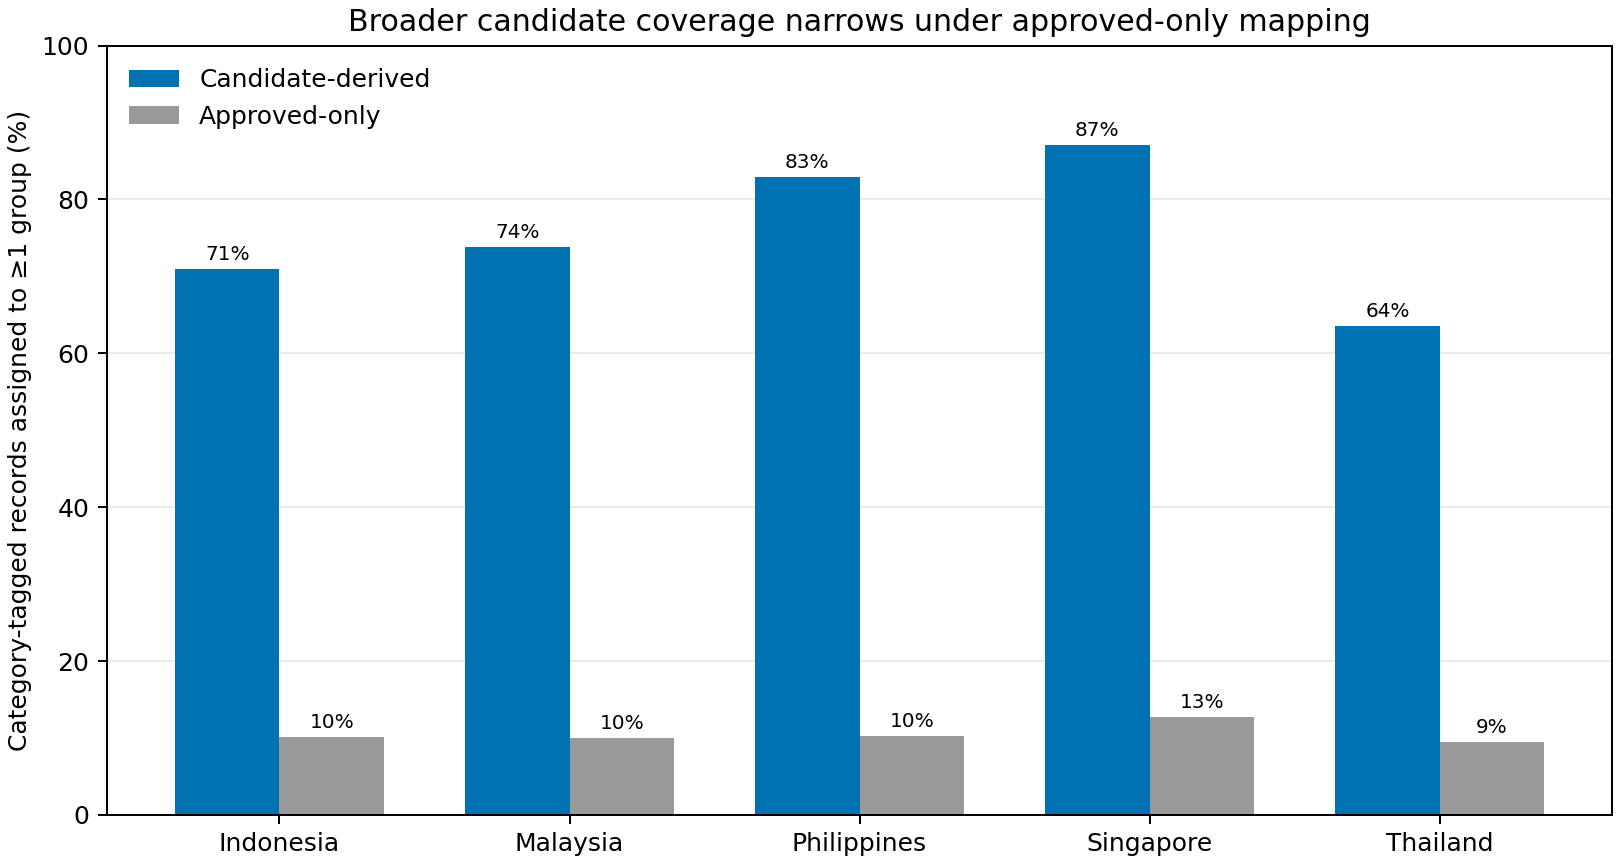 Broader candidate coverage narrows under approved-only mapping
Category-tagged records assigned to ≥1 group (%)
100
80
60
40
20
0
Candidate-derived
Approved-only
71%
10%
74%
10%
83%
10%
87%
13%
64%
9%
Indonesia
Malaysia
Philippines
Singapore
Thailand